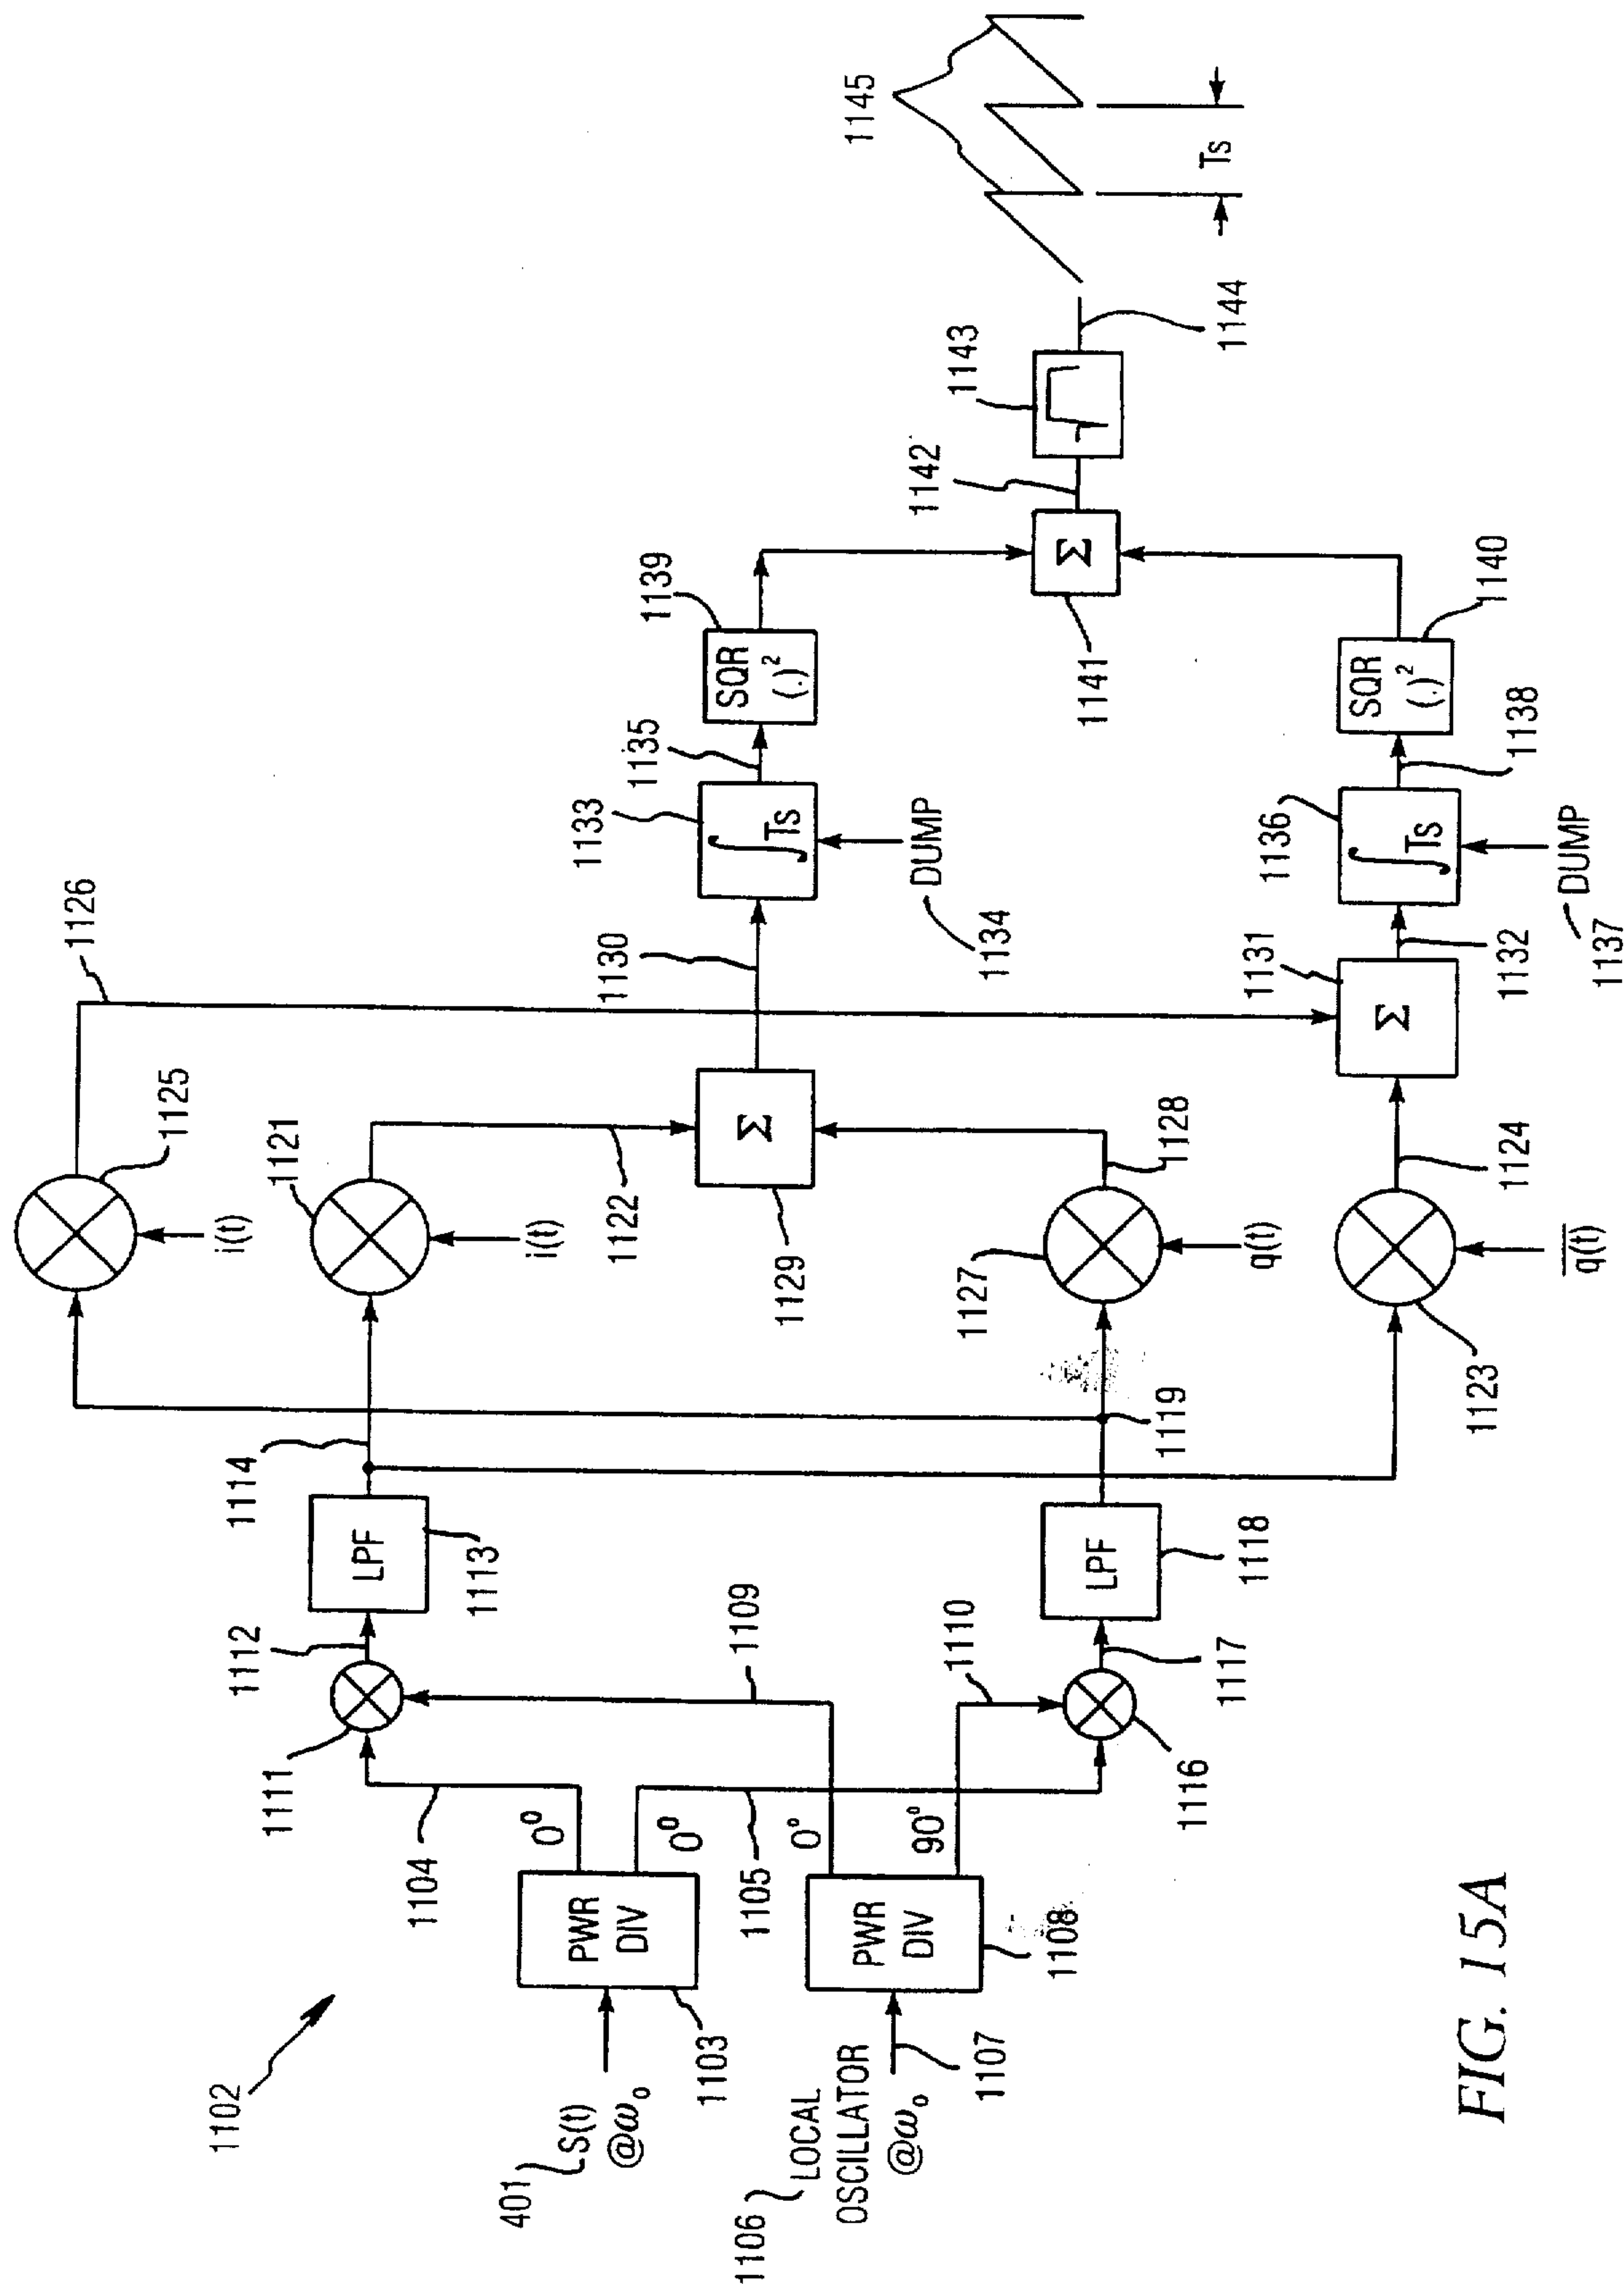 1102
401 S(t)
@ω₀
1103
PWR
DIV
0°
0°
1104
1105
1106 LOCAL
OSCILLATOR
@ω₀
1107
PWR
DIV
1108
0°
90°
1109
1110
1111
1112
LPF
1113
1114
1116
1117
LPF
1118
1119
1125
i(t)
1126
1121
i(t)
1122
Σ
1129
1127
q(t)
1128
1123
q̅(̅t̅)̅
1124
1130
∫Ts
1133
DUMP
1134
1135
SQR
(.)²
1139
Σ
1131
1132
∫Ts
1136
DUMP
1137
1138
SQR
(.)²
1140
Σ
1141
1142
1143
1144
1145
Ts
FIG. 15A